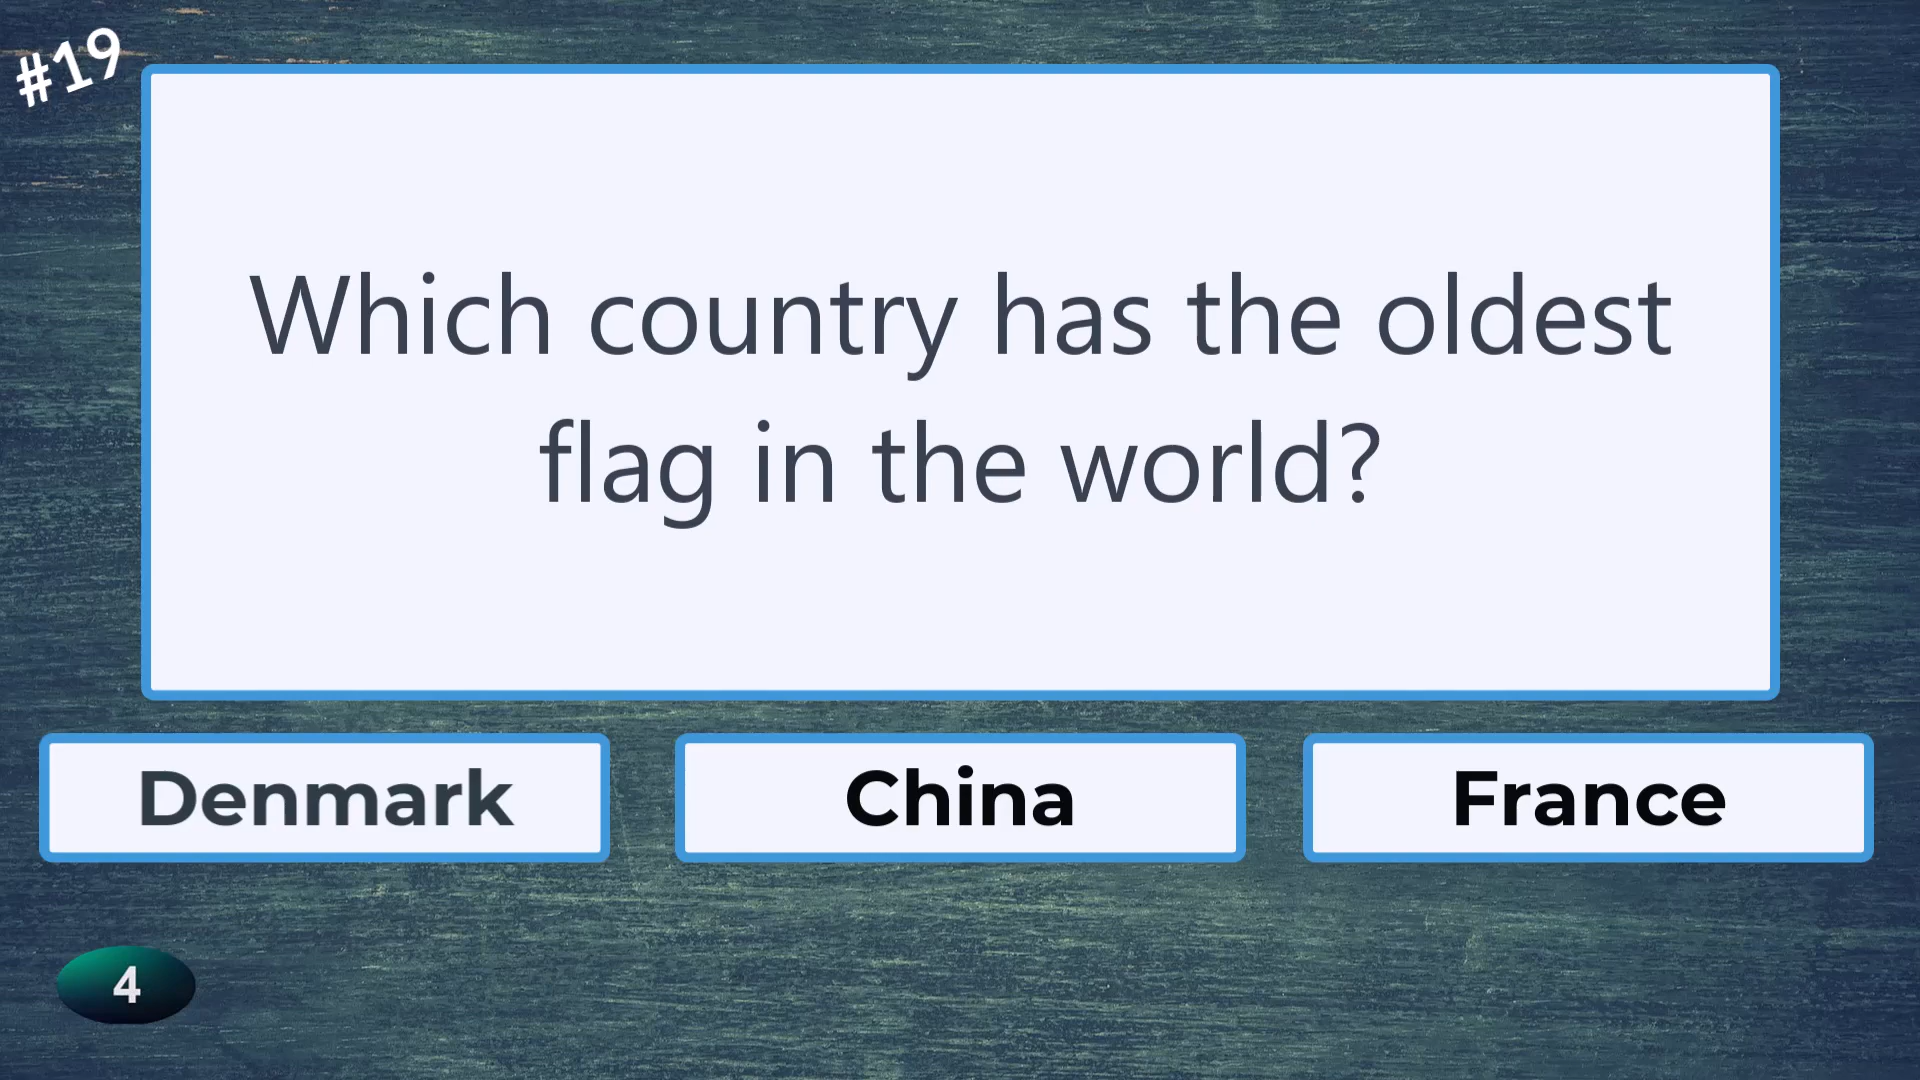 #19
Which country has the oldest
flag in the world?
Denmark
China
France
4